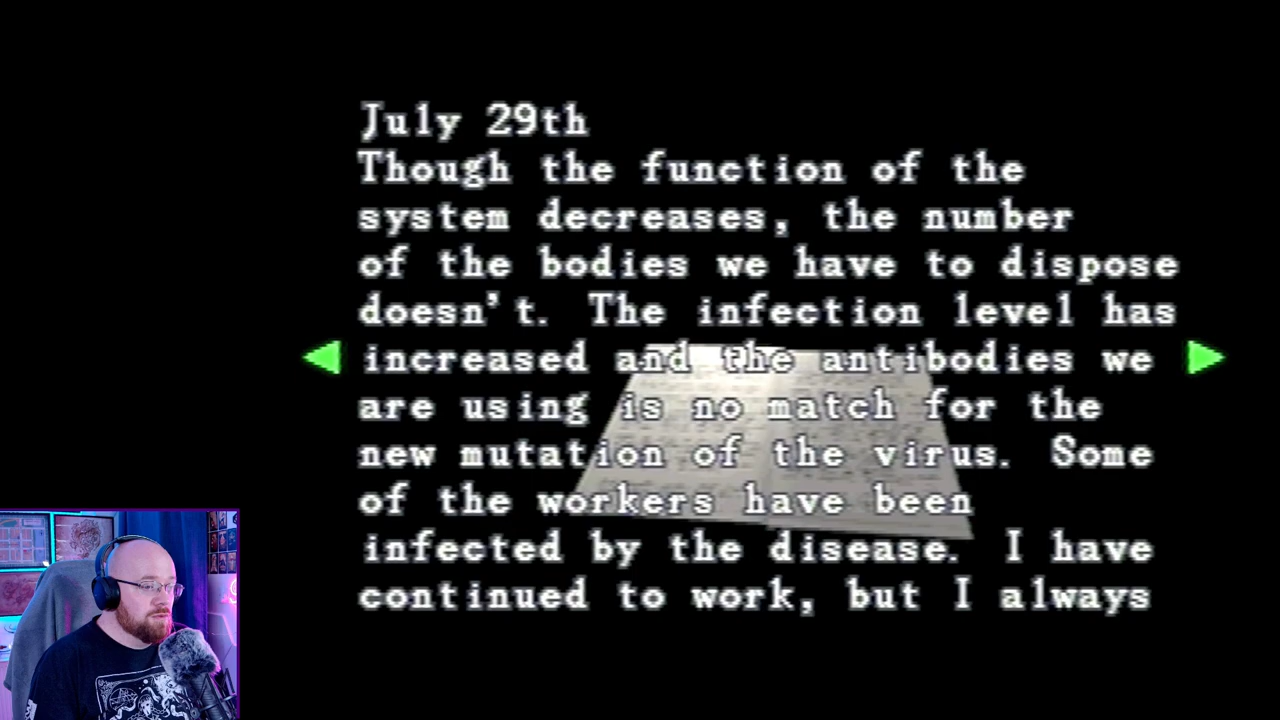 July 29th
Though the function of the
system decreases, the number
of the bodies we have to dispose
doesn't. The infection level has
increased and the antibodies we
are using is no match for the
new mutation of the virus. Some
of the workers have been
infected by the disease. I have
continued to work, but I always